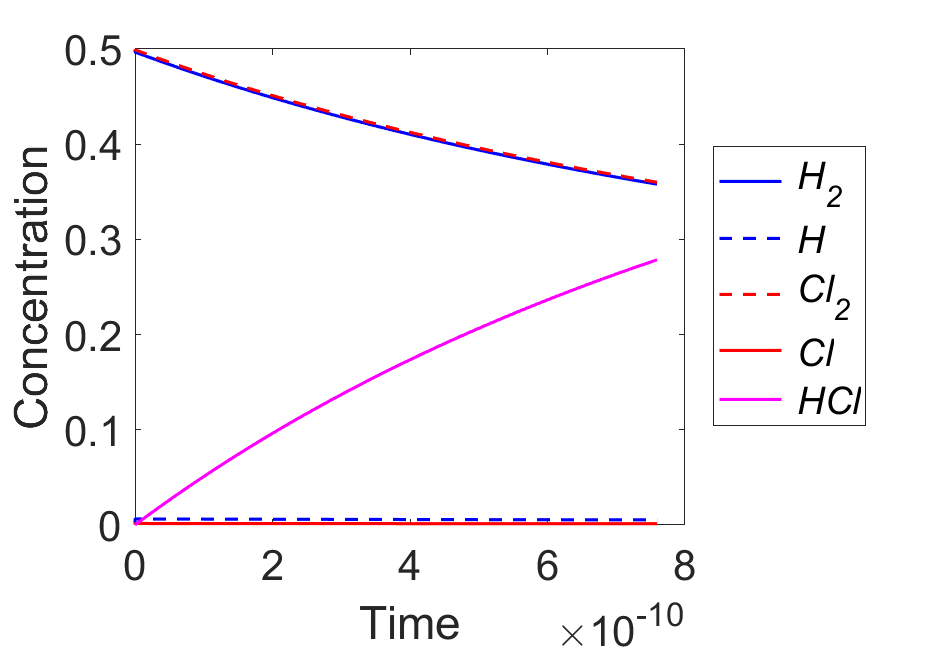 0.5
0.4
0.3
0.2
0.1
0
Concentration
0 2 4 6 8
Time
×10⁻¹⁰
H₂
H
Cl₂
Cl
HCl